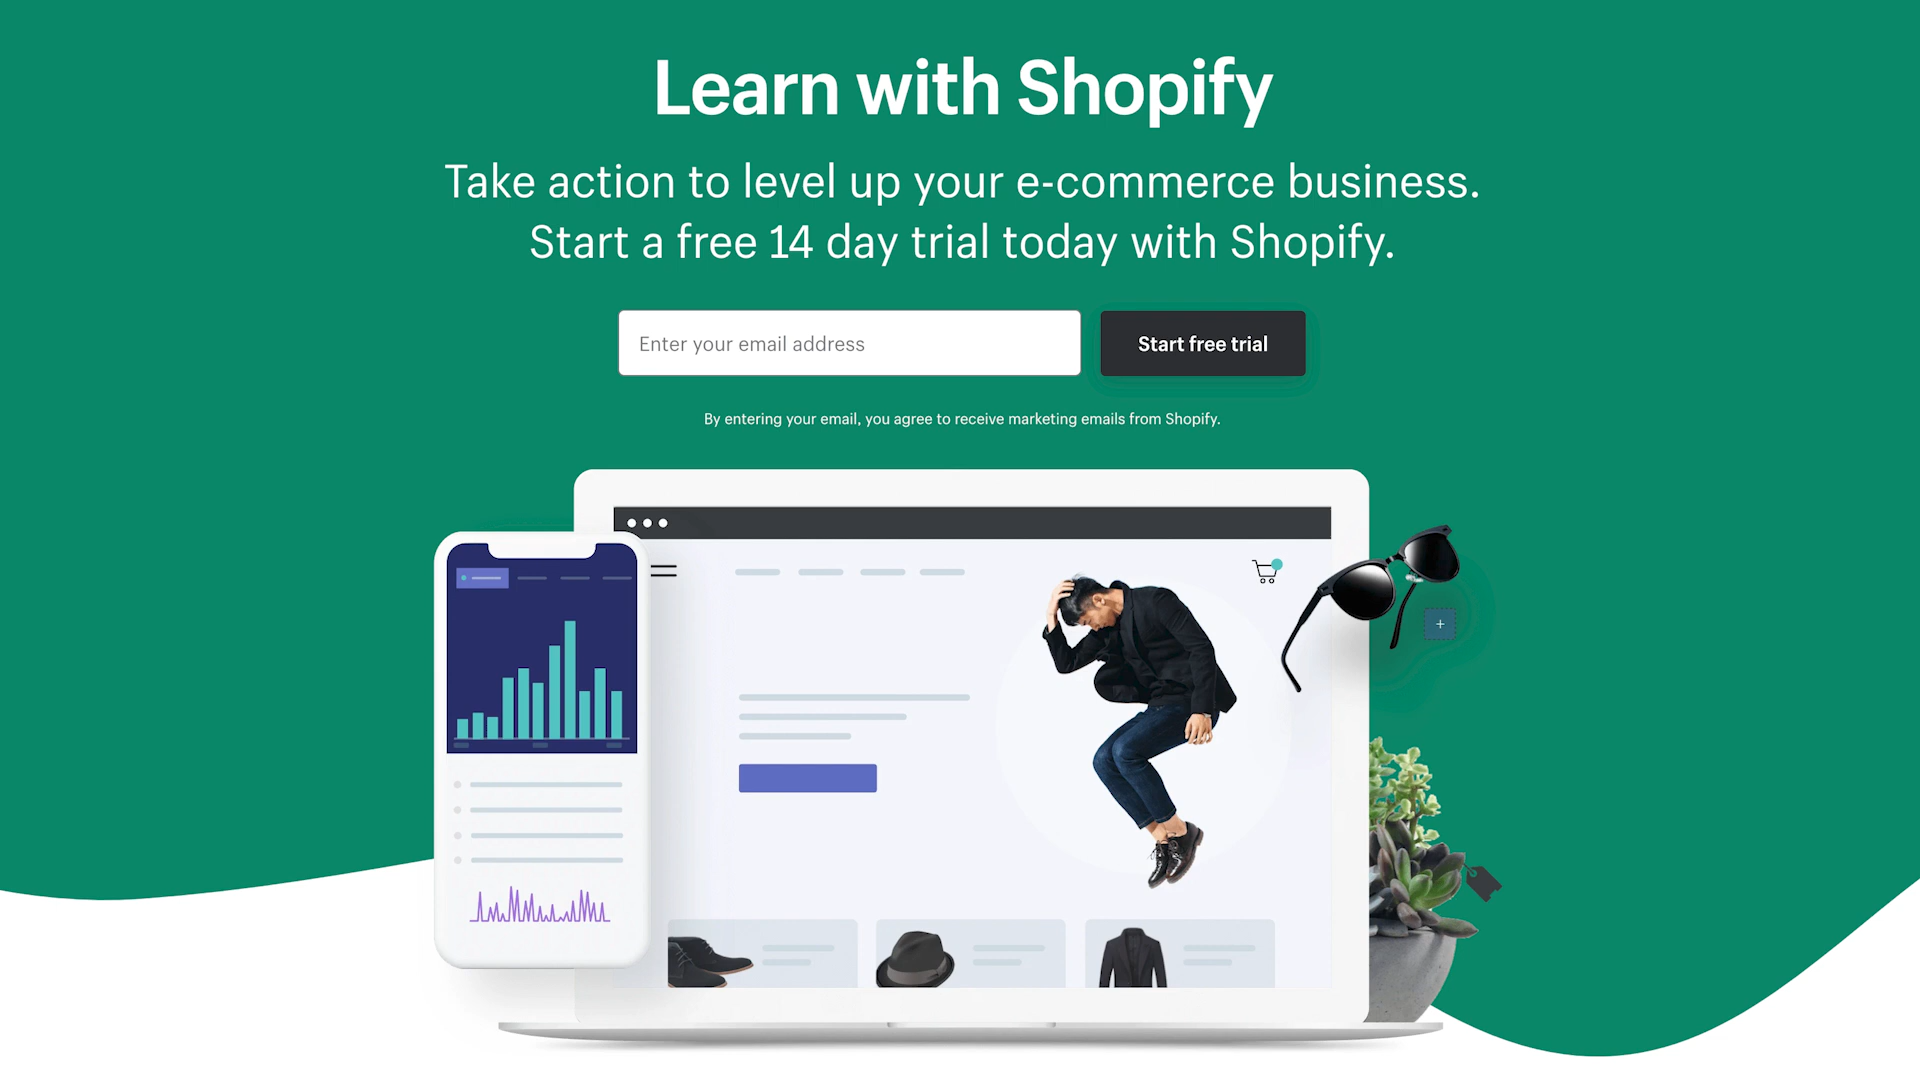 Learn with Shopify
Take action to level up your e-commerce business.
Start a free 14 day trial today with Shopify.
Enter your email address
Start free trial
By entering your email, you agree to receive marketing emails from Shopify.